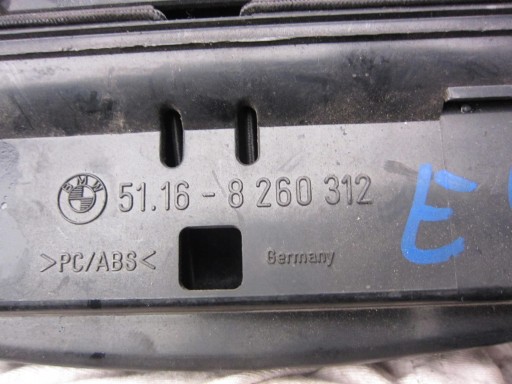 BMW 51.16 - 8 260 312 E
>PC/ABS< Germany